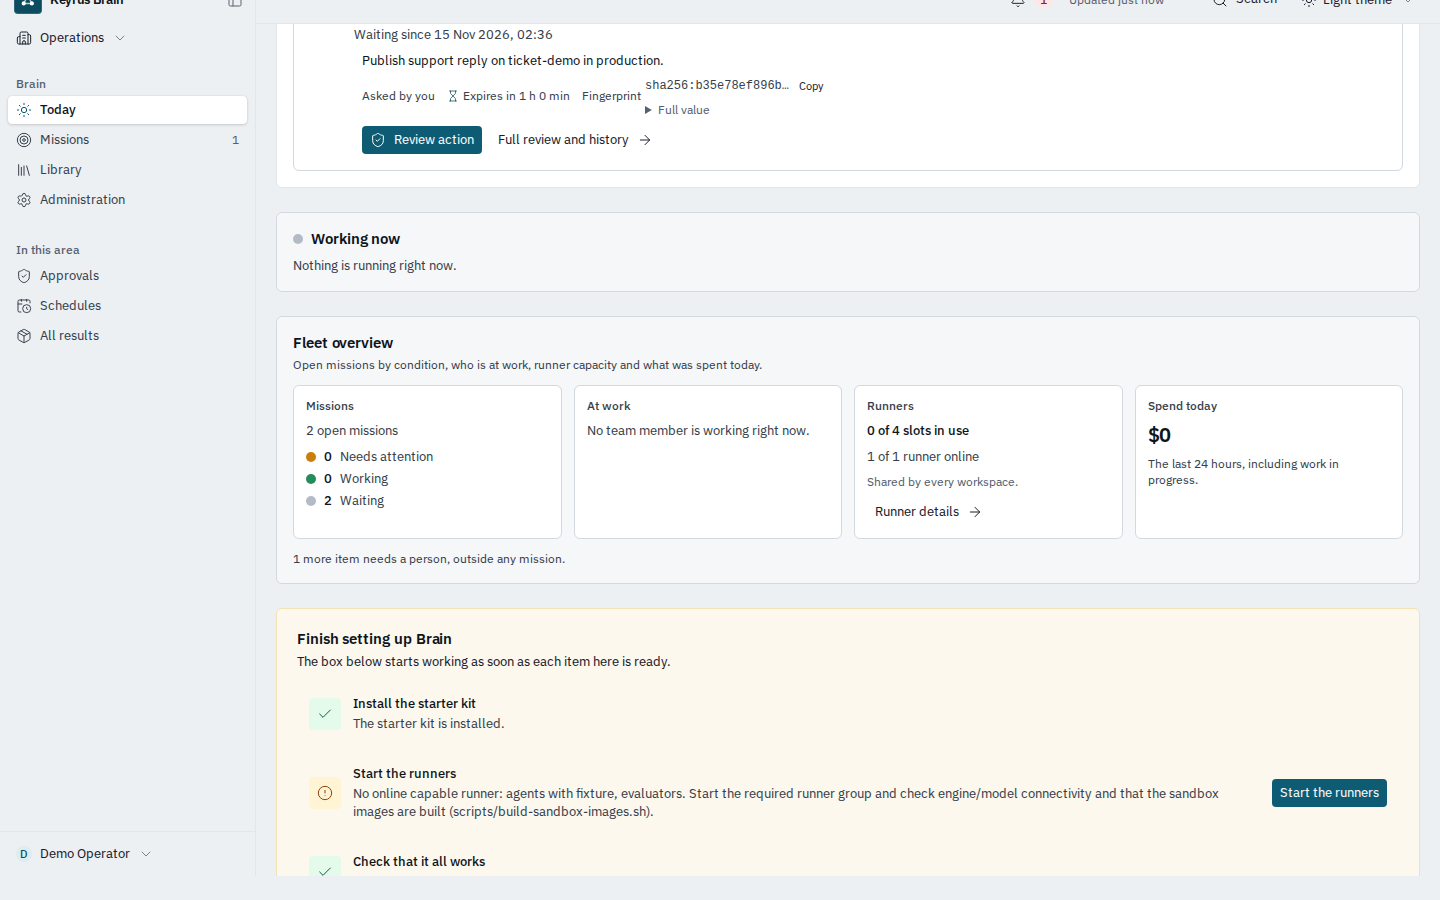 Keyrus Brain
1
Updated just now
Search
Light theme
Operations
Brain
Today
Missions
1
Library
Administration
In this area
Approvals
Schedules
All results
Demo Operator
D
Waiting since 15 Nov 2026, 02:36
Publish support reply on ticket-demo in production.
Asked by you
Expires in 1 h 0 min
Fingerprint
sha256:b35e78ef896b…
Copy
Full value
Review action
Full review and history
Working now
Nothing is running right now.
Fleet overview
Open missions by condition, who is at work, runner capacity and what was spent today.
Missions
2 open missions
0 Needs attention
0 Working
2 Waiting
At work
No team member is working right now.
Runners
0 of 4 slots in use
1 of 1 runner online
Shared by every workspace.
Runner details
Spend today
$0
The last 24 hours, including work in
progress.
1 more item needs a person, outside any mission.
Finish setting up Brain
The box below starts working as soon as each item here is ready.
Install the starter kit
The starter kit is installed.
Start the runners
No online capable runner: agents with fixture, evaluators. Start the required runner group and check engine/model connectivity and that the sandbox
images are built (scripts/build-sandbox-images.sh).
Start the runners
Check that it all works